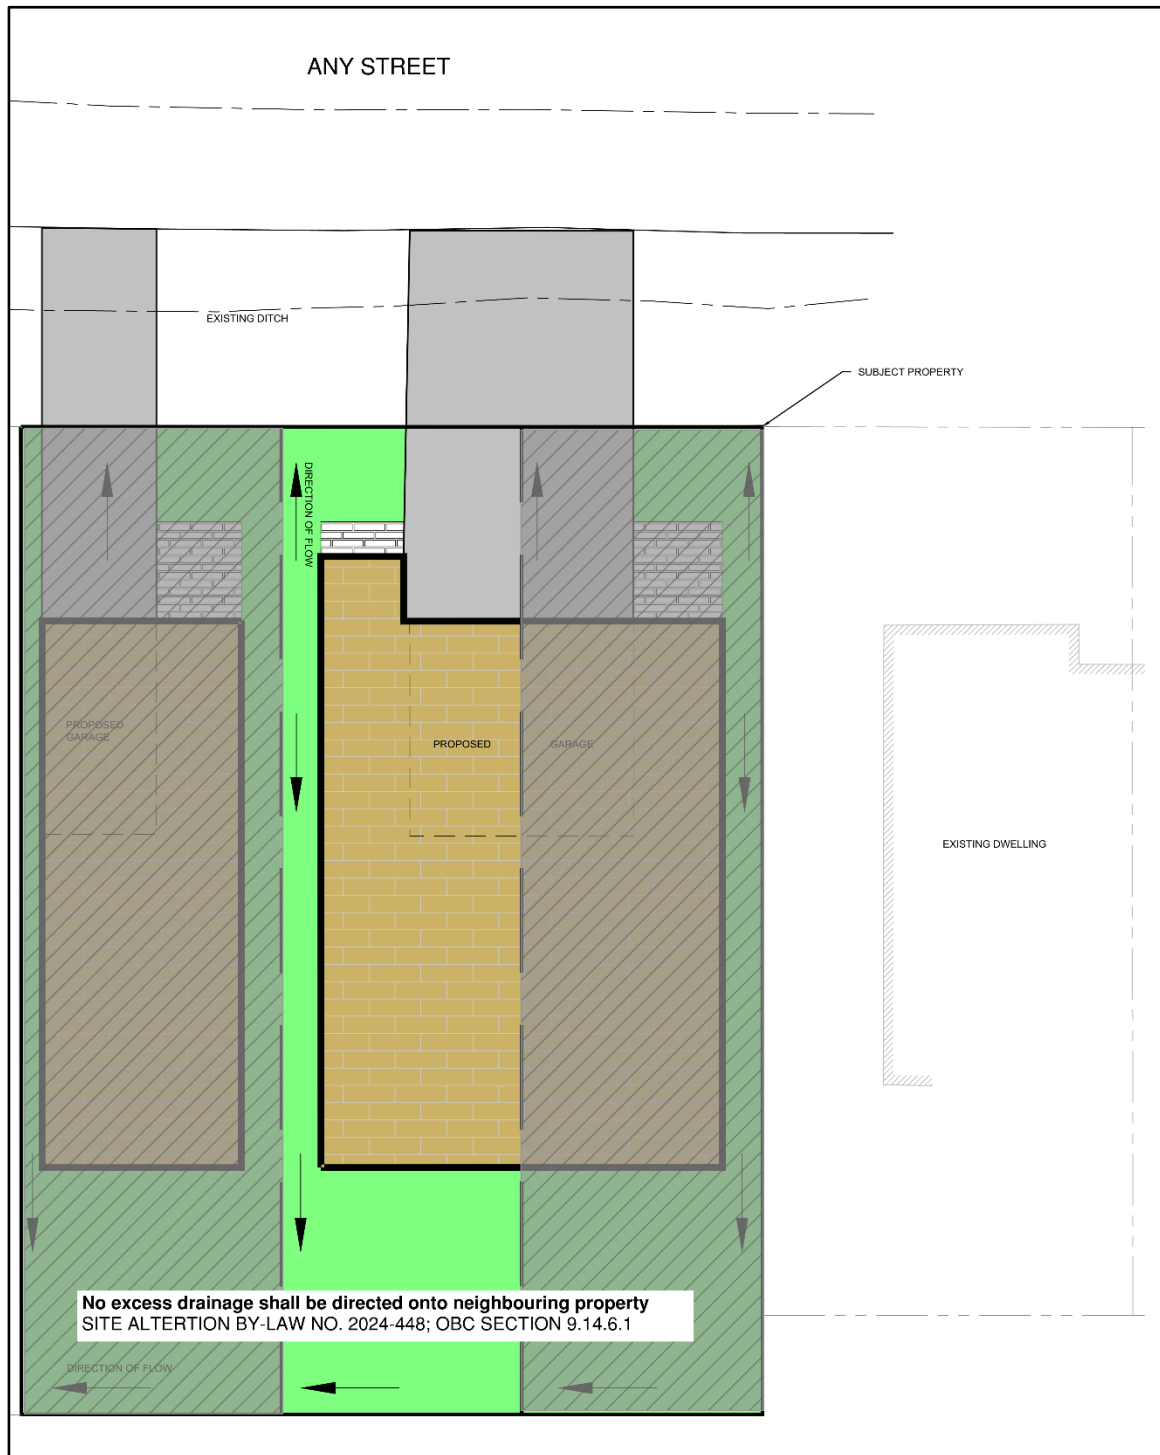 ANY STREET
EXISTING DITCH
SUBJECT PROPERTY
DIRECTION OF FLOW
PROPOSED
GARAGE
PROPOSED
GARAGE
EXISTING DWELLING
No excess drainage shall be directed onto neighbouring property
SITE ALTERTION BY-LAW NO. 2024-448; OBC SECTION 9.14.6.1
DIRECTION OF FLOW